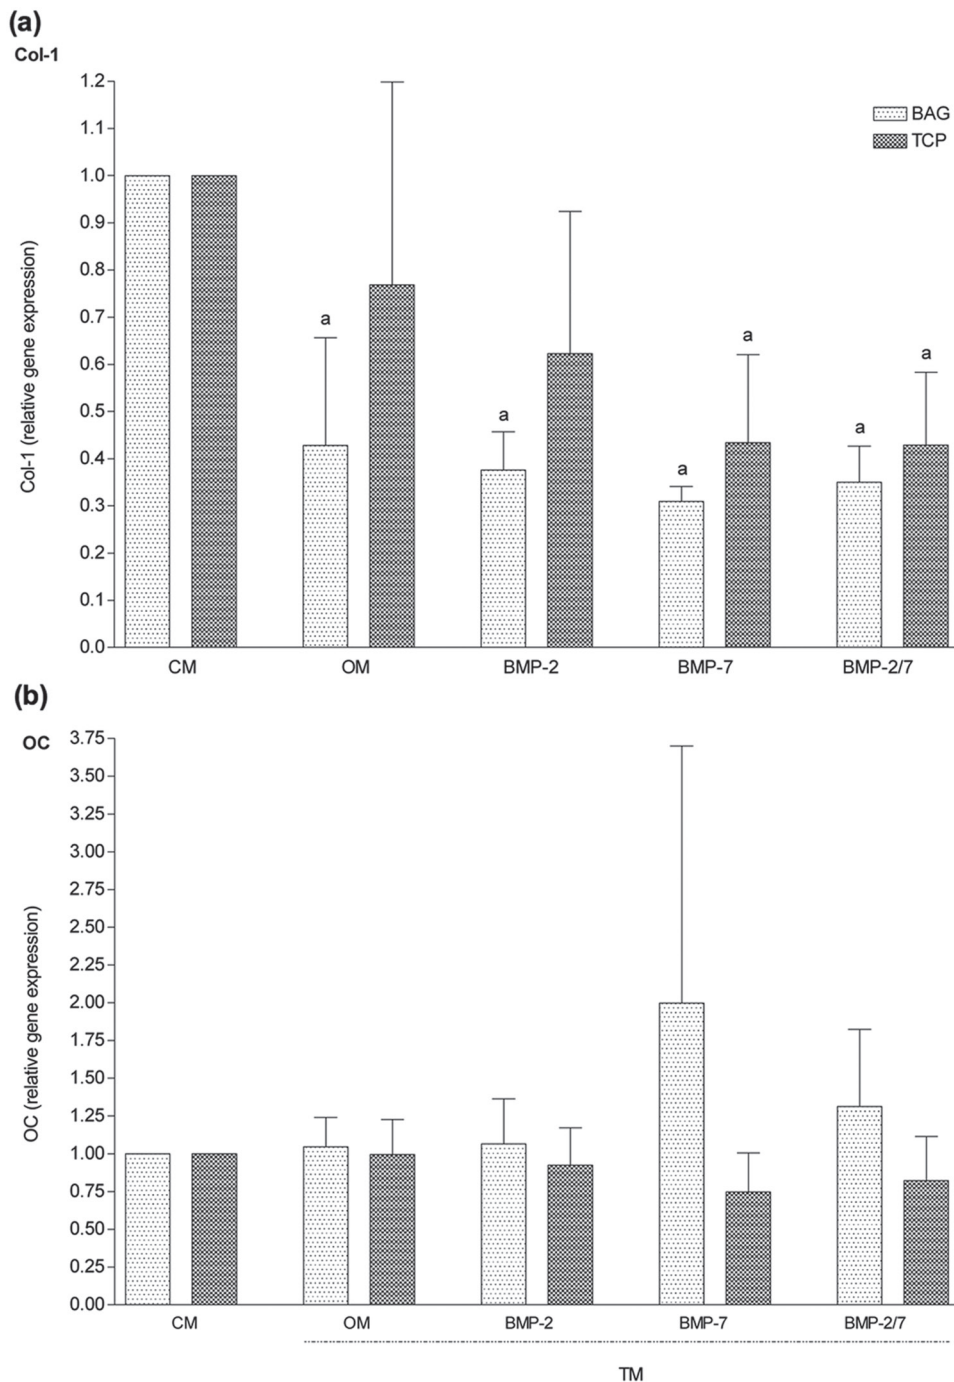 (a)
Col-1
1.2
1.1
1.0
0.9
0.8
0.7
0.6
0.5
0.4
0.3
0.2
0.1
0.0
Col-1 (relative gene expression)
BAG
TCP
a
a
a
a
a
a
CM OM BMP-2 BMP-7 BMP-2/7
(b)
OC
3.75
3.50
3.25
3.00
2.75
2.50
2.25
2.00
1.75
1.50
1.25
1.00
0.75
0.50
0.25
0.00
OC (relative gene expression)
CM OM BMP-2 BMP-7 BMP-2/7
TM